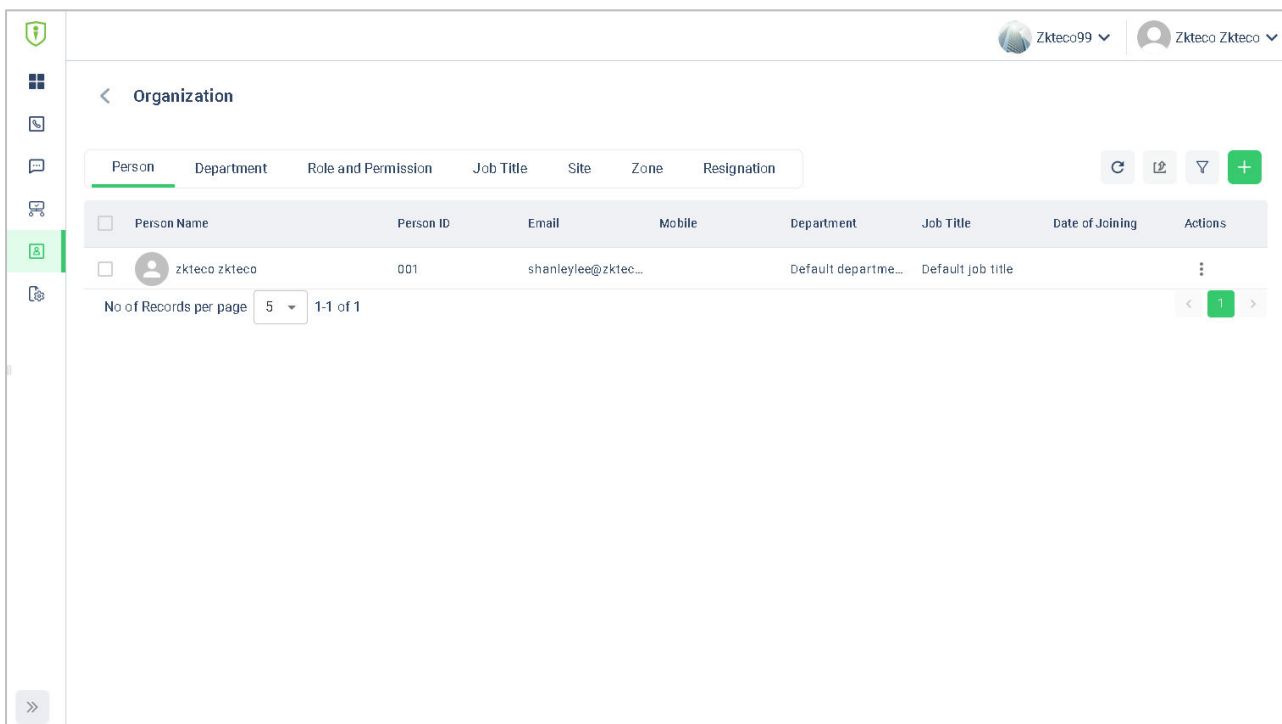 Zkteco99 Zkteco Zkteco
Organization
Person Department Role and Permission Job Title Site Zone Resignation
Person Name Person ID Email Mobile Department Job Title Date of Joining Actions
zkteco zkteco 001 shanleylee@zktec... Default departme... Default job title
No of Records per page 5 1-1 of 1 1